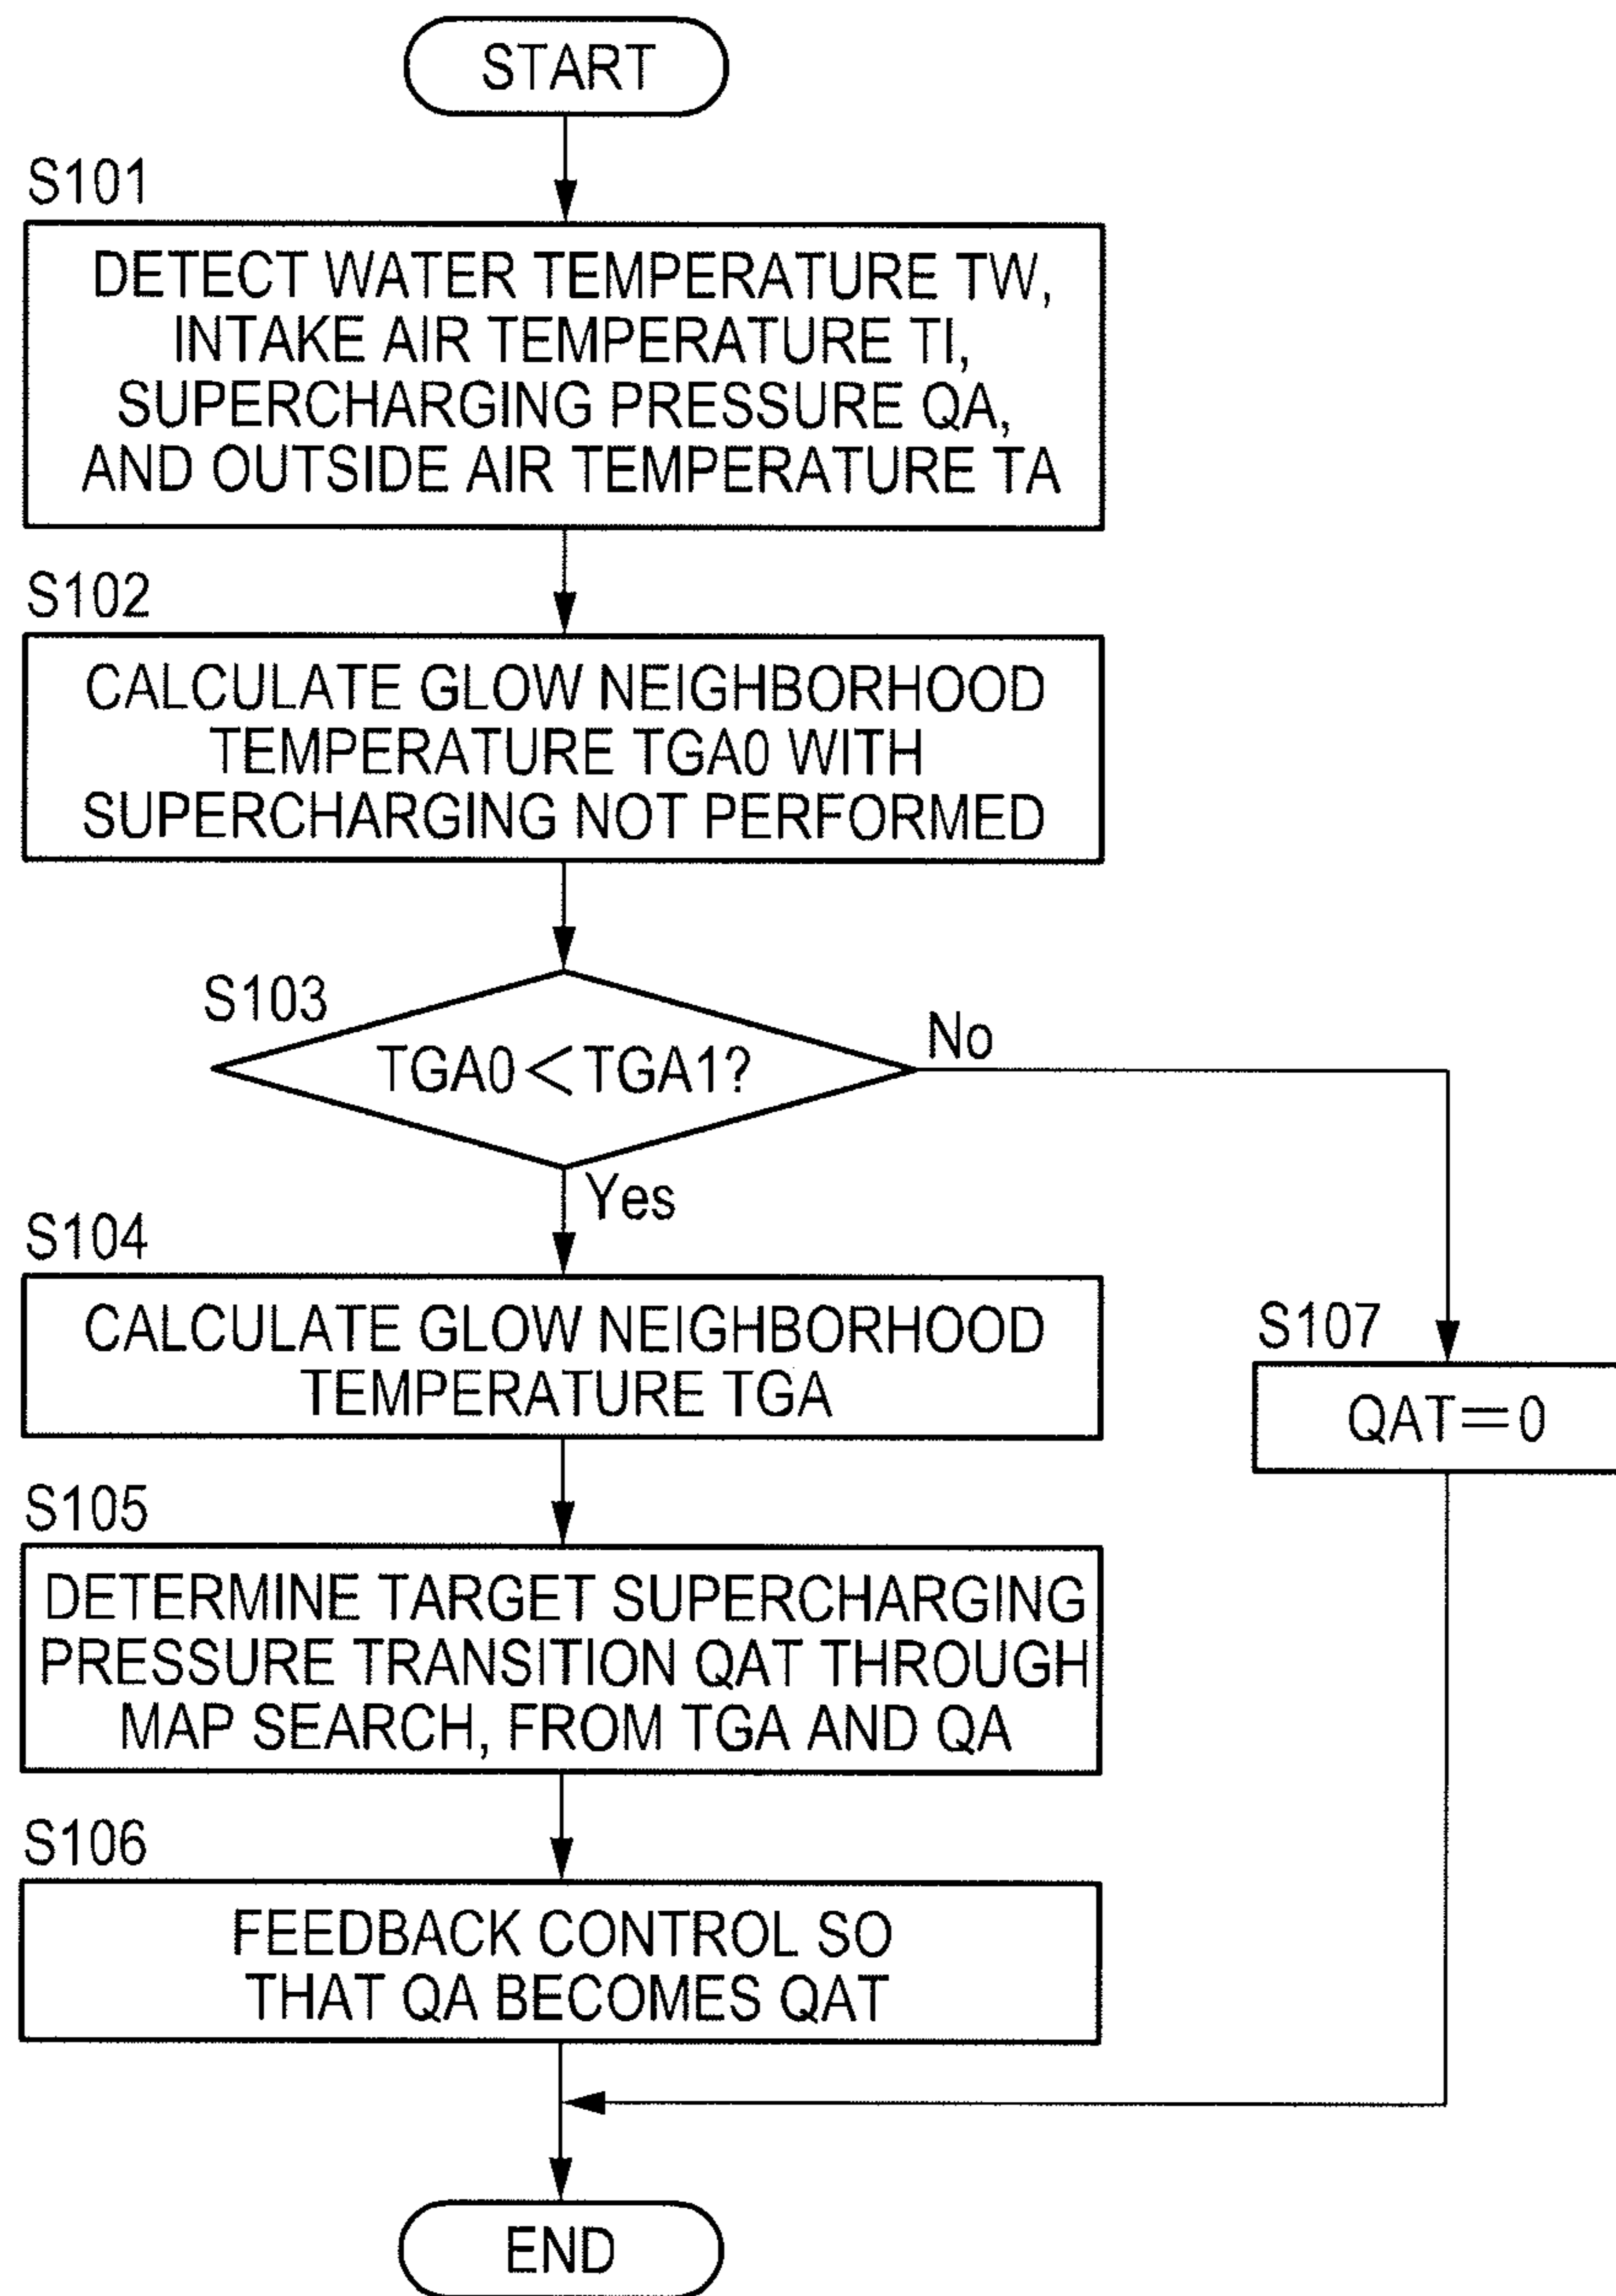 START
S101
DETECT WATER TEMPERATURE TW,
INTAKE AIR TEMPERATURE TI,
SUPERCHARGING PRESSURE QA,
AND OUTSIDE AIR TEMPERATURE TA
S102
CALCULATE GLOW NEIGHBORHOOD
TEMPERATURE TGA0 WITH
SUPERCHARGING NOT PERFORMED
S103
TGA0<TGA1?
No
Yes
S104
CALCULATE GLOW NEIGHBORHOOD
TEMPERATURE TGA
S107
QAT=0
S105
DETERMINE TARGET SUPERCHARGING
PRESSURE TRANSITION QAT THROUGH
MAP SEARCH, FROM TGA AND QA
S106
FEEDBACK CONTROL SO
THAT QA BECOMES QAT
END